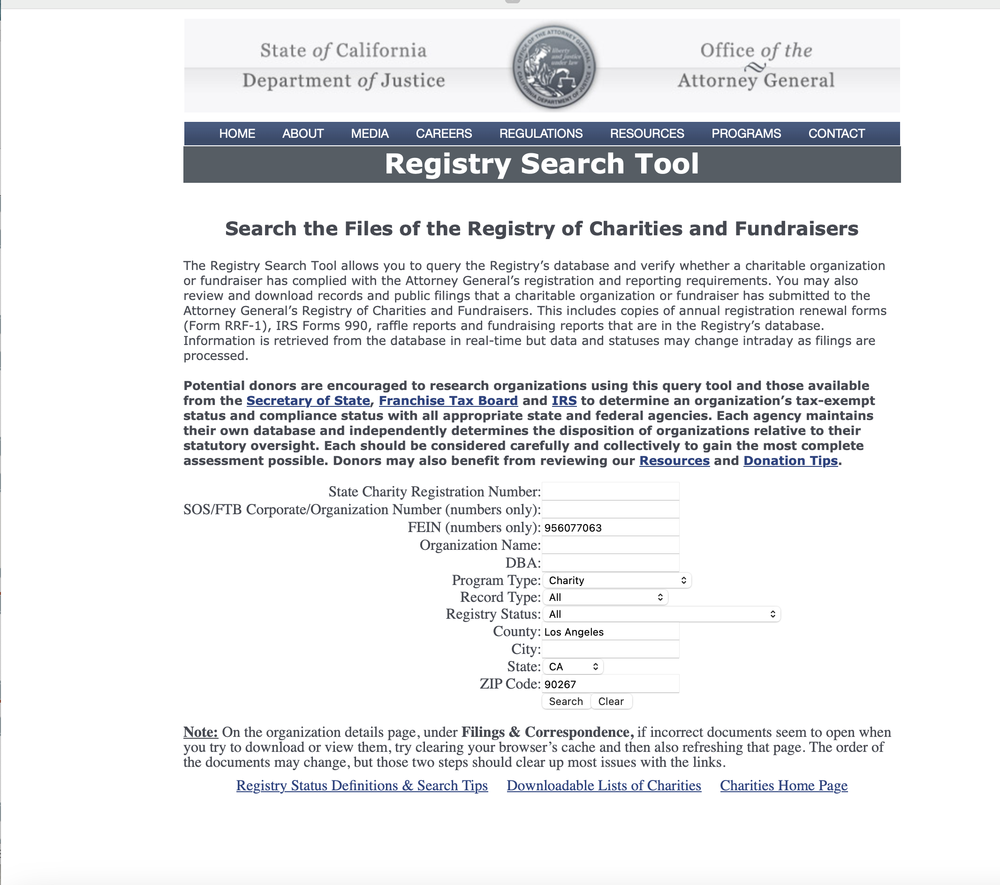 State of California
Department of Justice
OFFICE OF THE ATTORNEY GENERAL
liberty
and justice
under law
CALIFORNIA DEPARTMENT OF JUSTICE
Office of the
Attorney General
HOME ABOUT MEDIA CAREERS REGULATIONS RESOURCES PROGRAMS CONTACT
Registry Search Tool
Search the Files of the Registry of Charities and Fundraisers
The Registry Search Tool allows you to query the Registry’s database and verify whether a charitable organization
or fundraiser has complied with the Attorney General’s registration and reporting requirements. You may also
review and download records and public filings that a charitable organization or fundraiser has submitted to the
Attorney General’s Registry of Charities and Fundraisers. This includes copies of annual registration renewal forms
(Form RRF-1), IRS Forms 990, raffle reports and fundraising reports that are in the Registry’s database.
Information is retrieved from the database in real-time but data and statuses may change intraday as filings are
processed.
Potential donors are encouraged to research organizations using this query tool and those available
from the Secretary of State, Franchise Tax Board and IRS to determine an organization’s tax-exempt
status and compliance status with all appropriate state and federal agencies. Each agency maintains
their own database and independently determines the disposition of organizations relative to their
statutory oversight. Each should be considered carefully and collectively to gain the most complete
assessment possible. Donors may also benefit from reviewing our Resources and Donation Tips.
State Charity Registration Number:
SOS/FTB Corporate/Organization Number (numbers only):
FEIN (numbers only): 956077063
Organization Name:
DBA:
Program Type: Charity
Record Type: All
Registry Status: All
County: Los Angeles
City:
State: CA
ZIP Code: 90267
Search Clear
Note: On the organization details page, under Filings & Correspondence, if incorrect documents seem to open when
you try to download or view them, try clearing your browser’s cache and then also refreshing that page. The order of
the documents may change, but those two steps should clear up most issues with the links.
Registry Status Definitions & Search Tips Downloadable Lists of Charities Charities Home Page